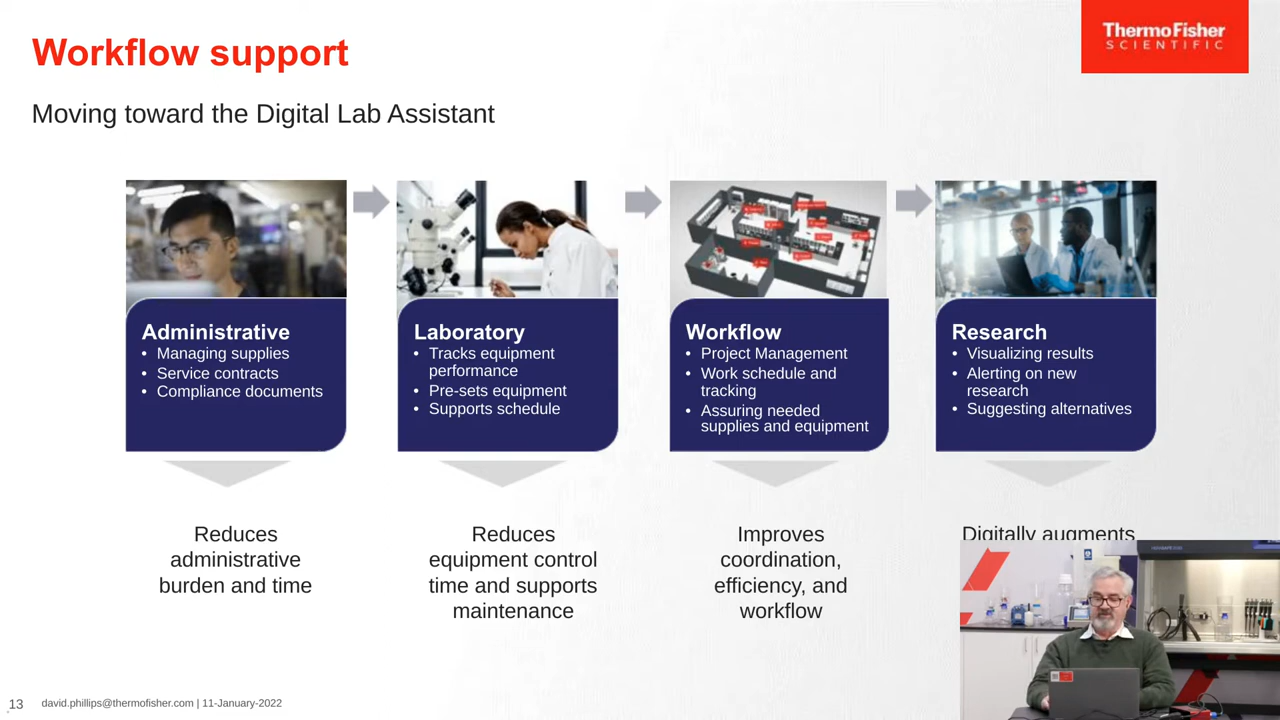 Workflow support
ThermoFisher
SCIENTIFIC
Moving toward the Digital Lab Assistant
Administrative
• Managing supplies
• Service contracts
• Compliance documents
Laboratory
• Tracks equipment
performance
• Pre-sets equipment
• Supports schedule
Workflow
• Project Management
• Work schedule and
tracking
• Assuring needed
supplies and equipment
Research
• Visualizing results
• Alerting on new
research
• Suggesting alternatives
Reduces
administrative
burden and time
Reduces
equipment control
time and supports
maintenance
Improves
coordination,
efficiency, and
workflow
Digitally augments
13
david.phillips@thermofisher.com | 11-January-2022